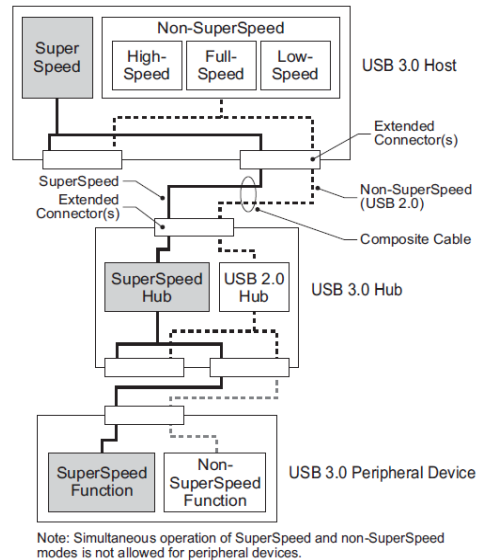 Non-SuperSpeed
Super
Speed
High-
Speed
Full-
Speed
Low-
Speed
USB 3.0 Host
Extended
Connector(s)
SuperSpeed
Extended
Connector(s)
Non-SuperSpeed
(USB 2.0)
Composite Cable
SuperSpeed
Hub
USB 2.0
Hub
USB 3.0 Hub
SuperSpeed
Function
Non-
SuperSpeed
Function
USB 3.0 Peripheral Device
Note: Simultaneous operation of SuperSpeed and non-SuperSpeed
modes is not allowed for peripheral devices.